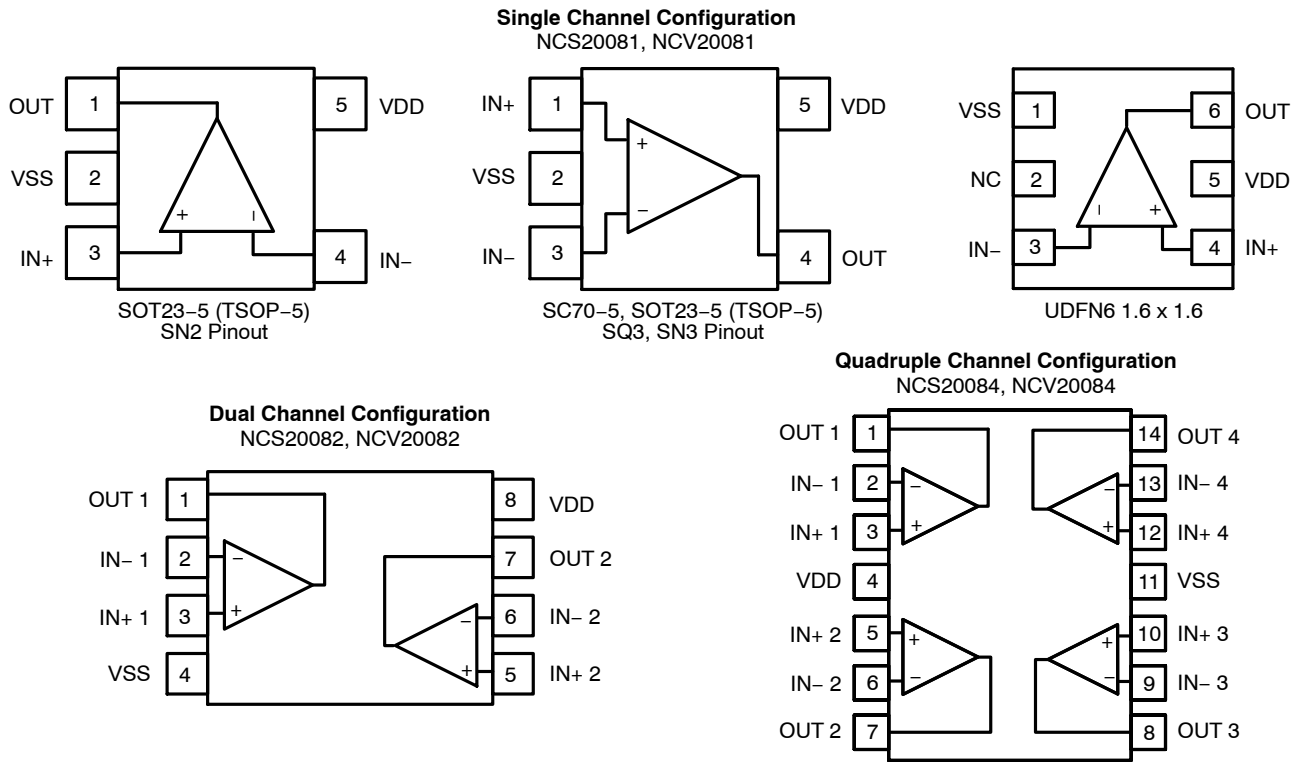 Single Channel Configuration
NCS20081, NCV20081
OUT 1
5 VDD
VSS 2
IN+ 3
4 IN−
+ −
SOT23−5 (TSOP−5)
SN2 Pinout
IN+ 1
5 VDD
VSS 2
IN− 3
4 OUT
+
−
SC70−5, SOT23−5 (TSOP−5)
SQ3, SN3 Pinout
VSS 1
6 OUT
NC 2
5 VDD
IN− 3
4 IN+
− +
UDFN6 1.6 x 1.6
Dual Channel Configuration
NCS20082, NCV20082
OUT 1 1
8 VDD
IN− 1 2 −
7 OUT 2
IN+ 1 3 +
− 6 IN− 2
VSS 4
+ 5 IN+ 2
Quadruple Channel Configuration
NCS20084, NCV20084
OUT 1 1
14 OUT 4
IN− 1 2 −
− 13 IN− 4
IN+ 1 3 +
+ 12 IN+ 4
VDD 4
11 VSS
IN+ 2 5 +
+ 10 IN+ 3
IN− 2 6 −
− 9 IN− 3
OUT 2 7
8 OUT 3